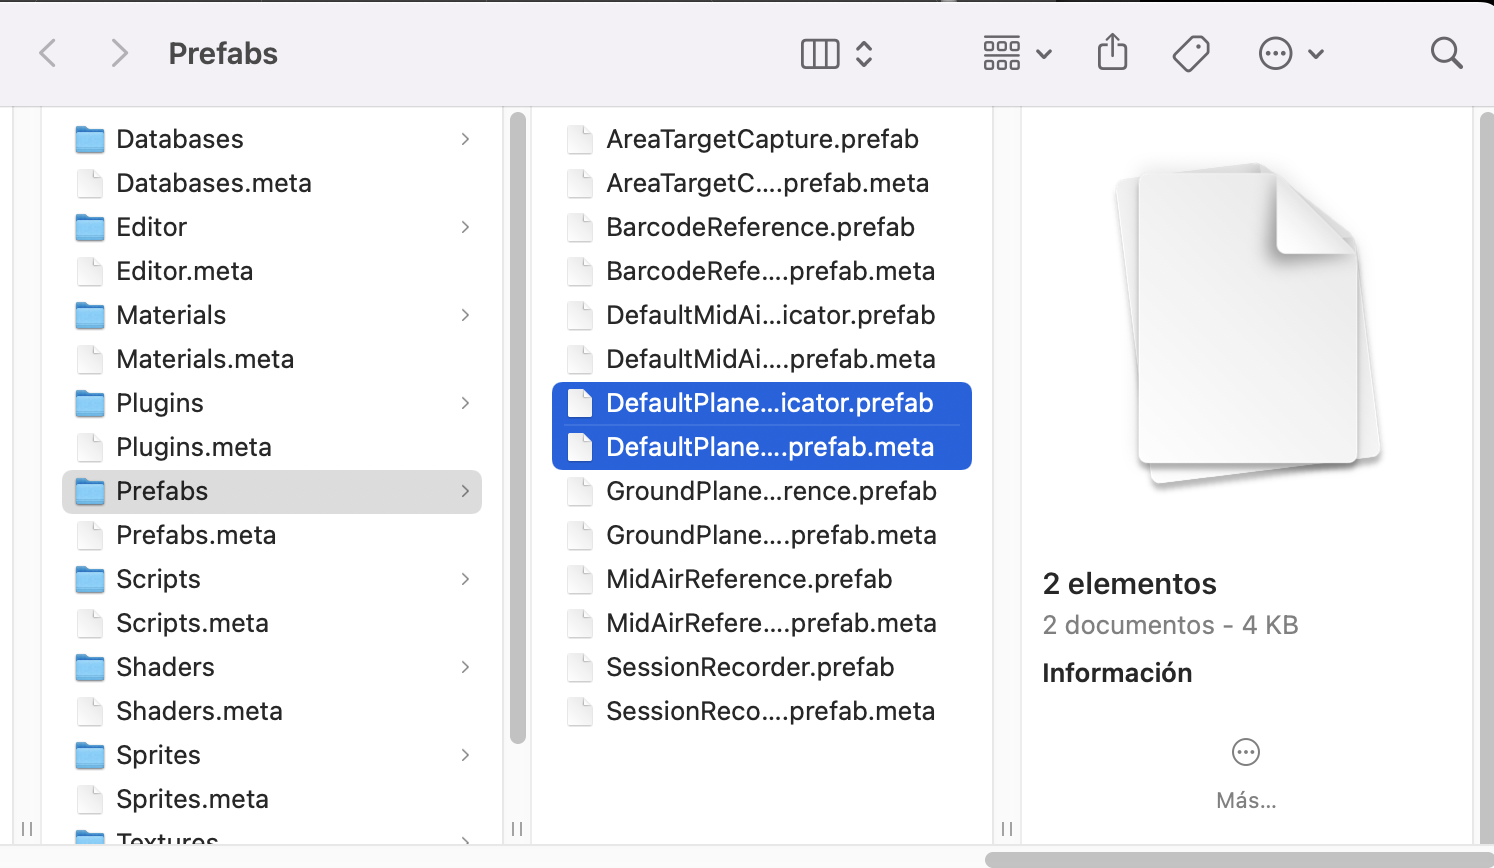 Prefabs
Databases
Databases.meta
Editor
Editor.meta
Materials
Materials.meta
Plugins
Plugins.meta
Prefabs
Prefabs.meta
Scripts
Scripts.meta
Shaders
Shaders.meta
Sprites
Sprites.meta
Textures
AreaTargetCapture.prefab
AreaTargetC....prefab.meta
BarcodeReference.prefab
BarcodeRefe....prefab.meta
DefaultMidAi...icator.prefab
DefaultMidAi....prefab.meta
DefaultPlane...icator.prefab
DefaultPlane....prefab.meta
GroundPlane...rence.prefab
GroundPlane....prefab.meta
MidAirReference.prefab
MidAirRefere....prefab.meta
SessionRecorder.prefab
SessionReco....prefab.meta
2 elementos
2 documentos - 4 KB
Información
Más...